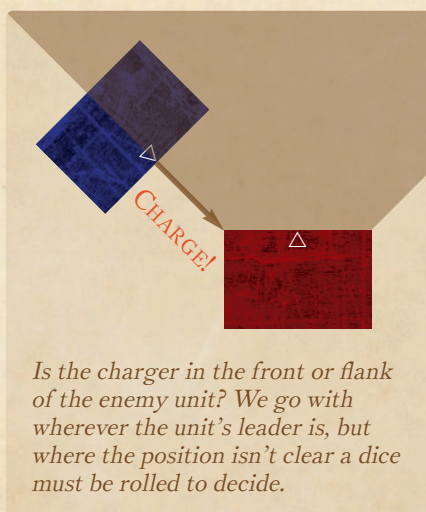 CHARGE!
Is the charger in the front or flank
of the enemy unit? We go with
wherever the unit's leader is, but
where the position isn't clear a dice
must be rolled to decide.